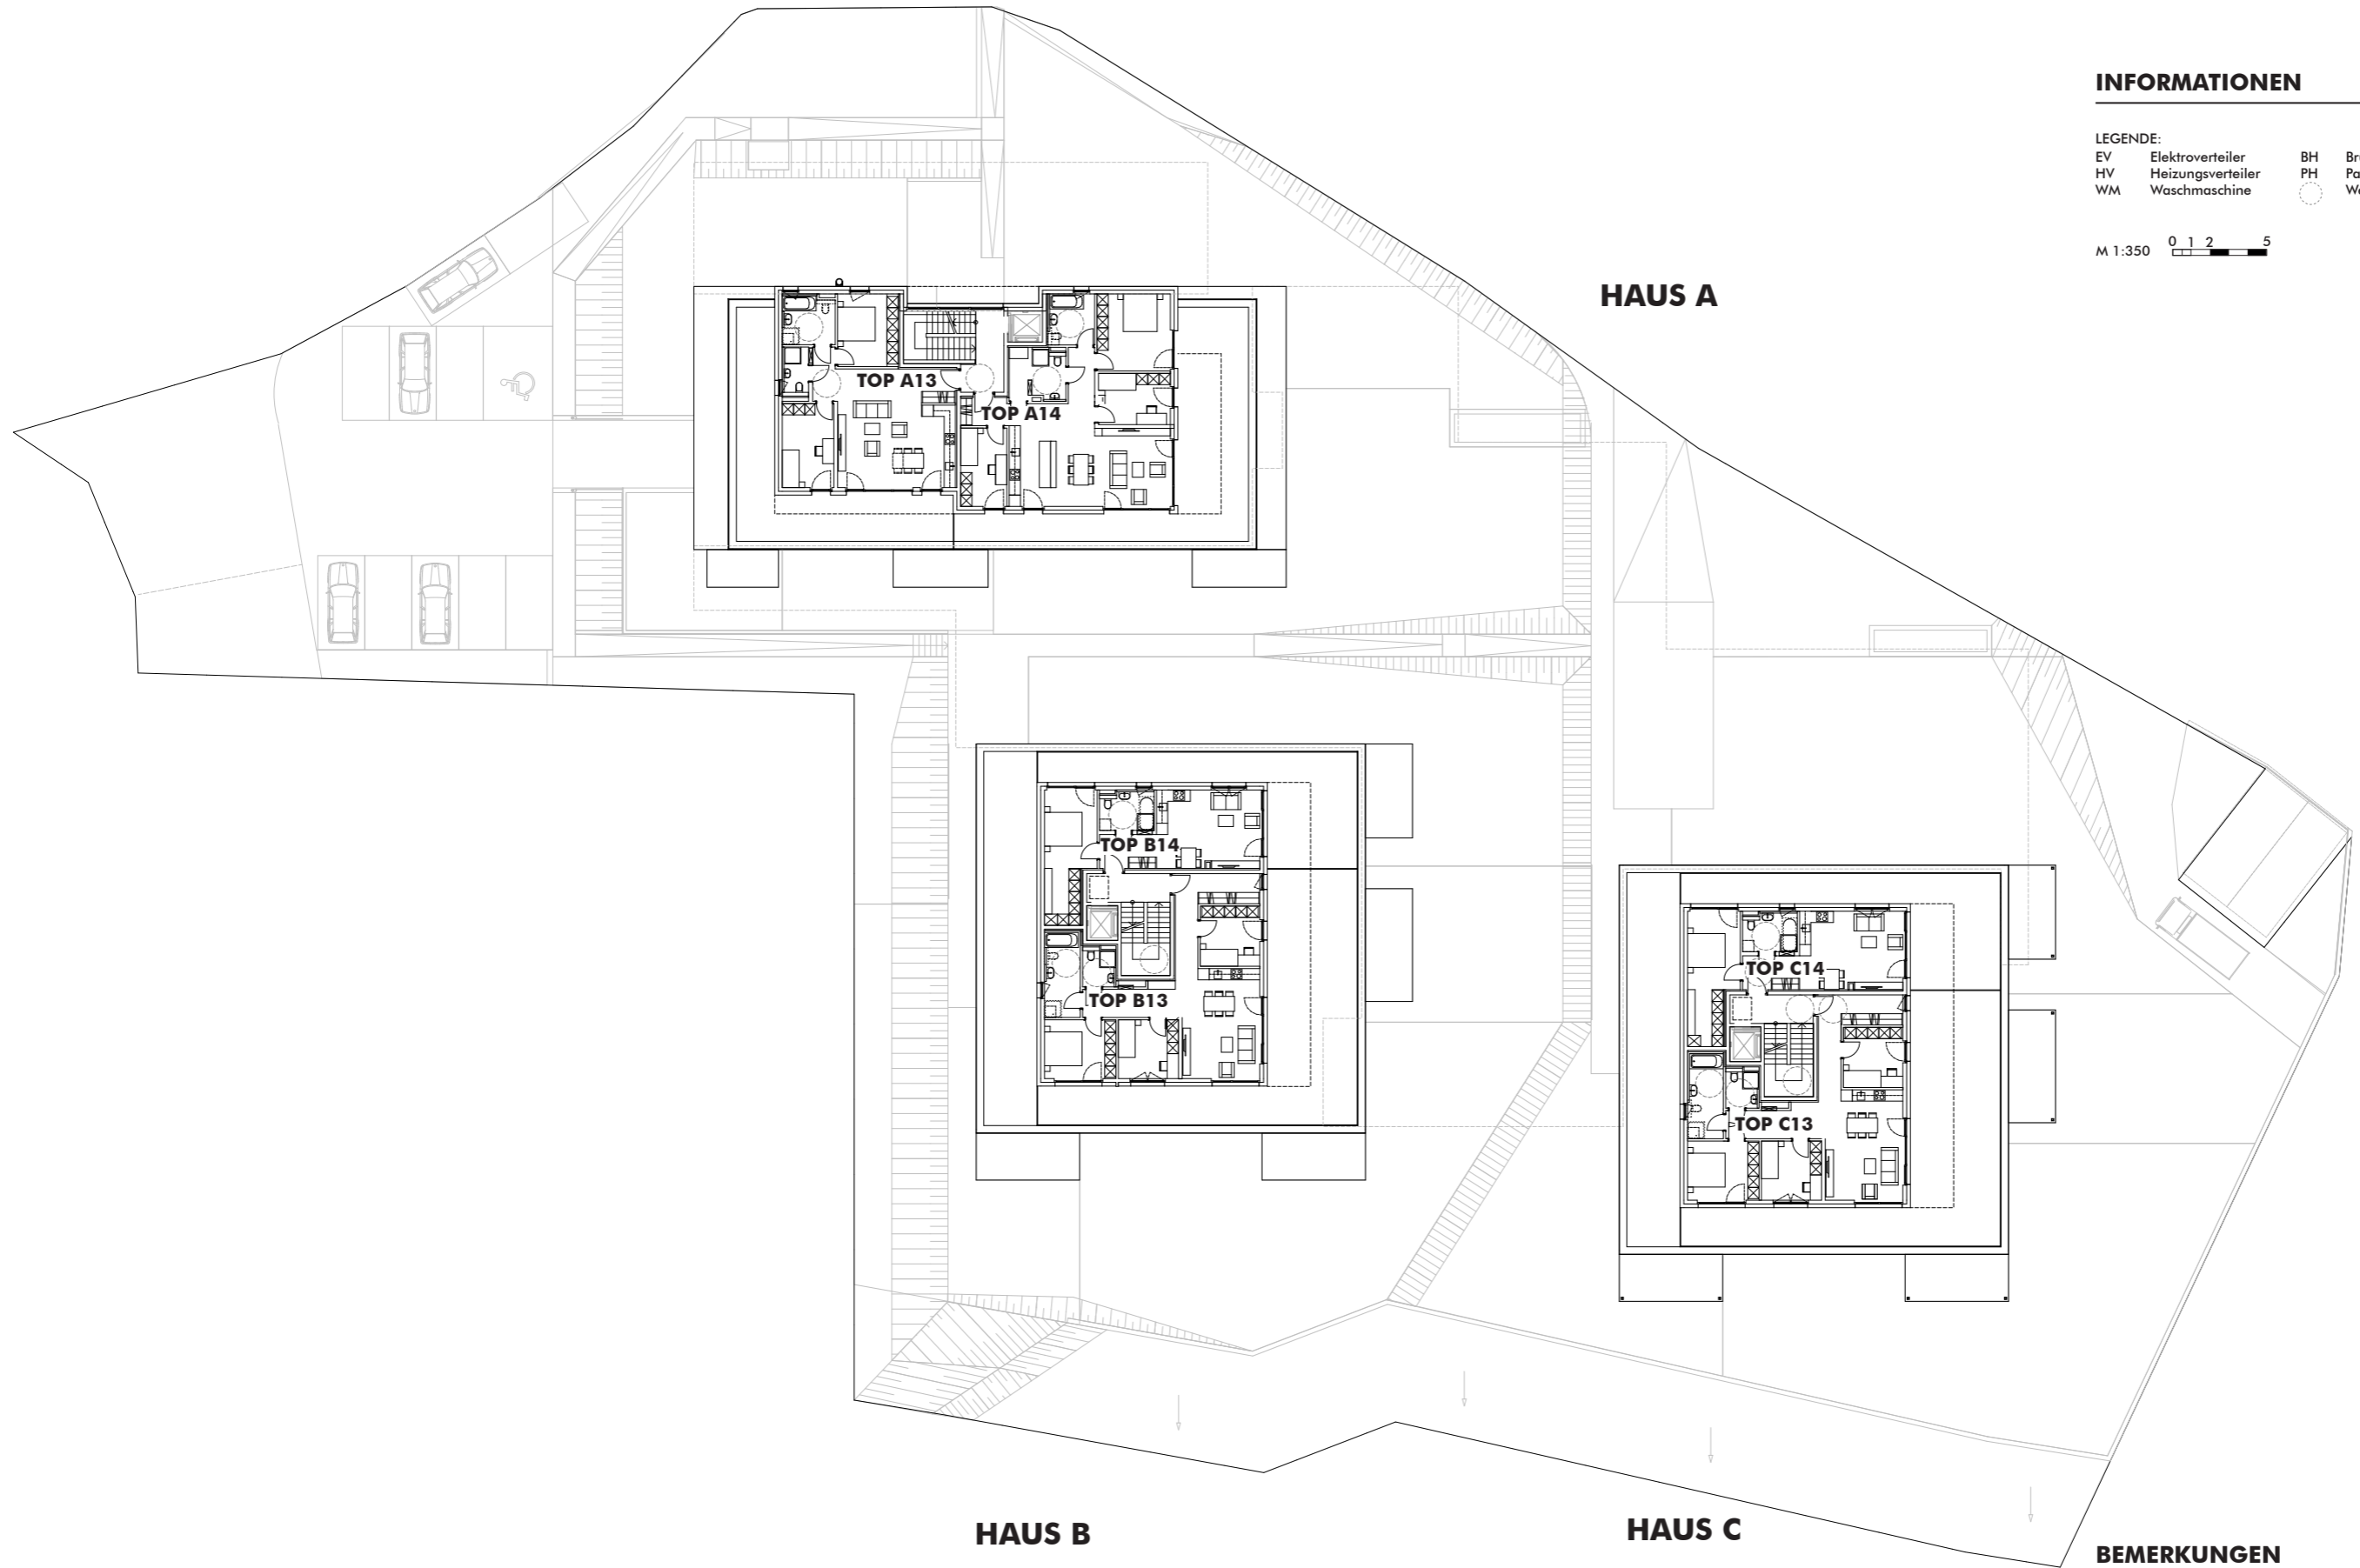 INFORMATIONEN
LEGENDE:
EV Elektroverteiler BH
HV Heizungsverteiler PH
WM Waschmaschine
M 1:350 0 1 2 5
HAUS A
TOP A13
TOP A14
TOP B14
TOP C14
TOP B13
TOP C13
HAUS B
HAUS C
BEMERKUNGEN